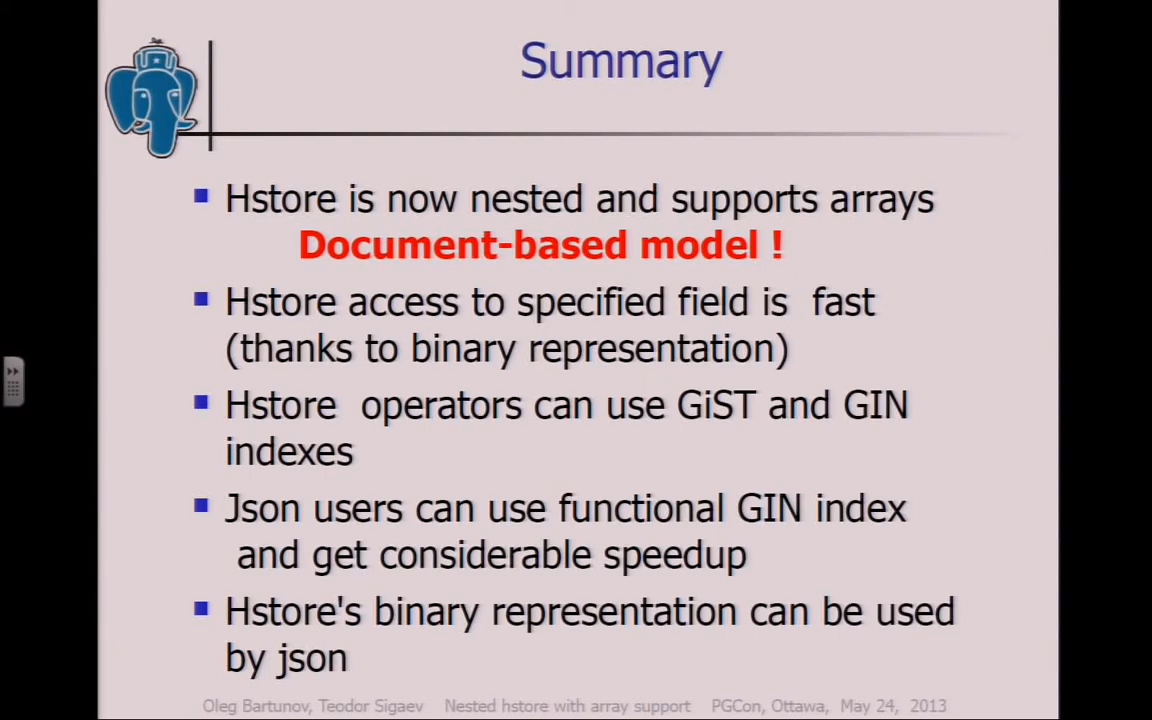 Summary
Hstore is now nested and supports arrays
Document-based model !
Hstore access to specified field is fast
(thanks to binary representation)
Hstore operators can use GiST and GIN
indexes
Json users can use functional GIN index
and get considerable speedup
Hstore's binary representation can be used
by json
Oleg Bartunov, Teodor Sigaev Nested hstore with array support PGCon, Ottawa, May 24, 2013